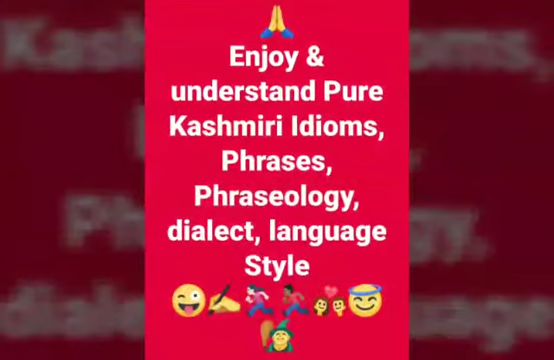 🙏
Enjoy &
understand Pure
Kashmiri Idioms,
Phrases,
Phraseology,
dialect, language
Style